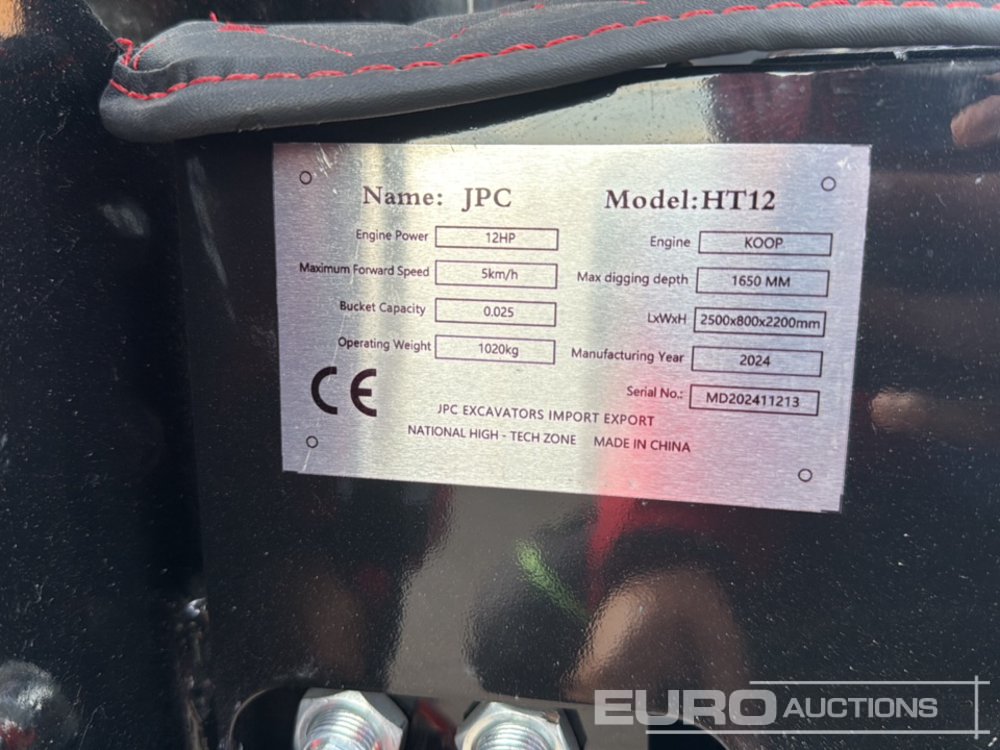 Name: JPC Model:HT12
Engine Power 12HP Engine KOOP
Maximum Forward Speed 5km/h Max digging depth 1650 MM
Bucket Capacity 0.025 LxWxH 2500x800x2200mm
Operating Weight 1020kg Manufacturing Year 2024
CE Serial No.: MD202411213
JPC EXCAVATORS IMPORT EXPORT
NATIONAL HIGH - TECH ZONE MADE IN CHINA
EURO AUCTIONS